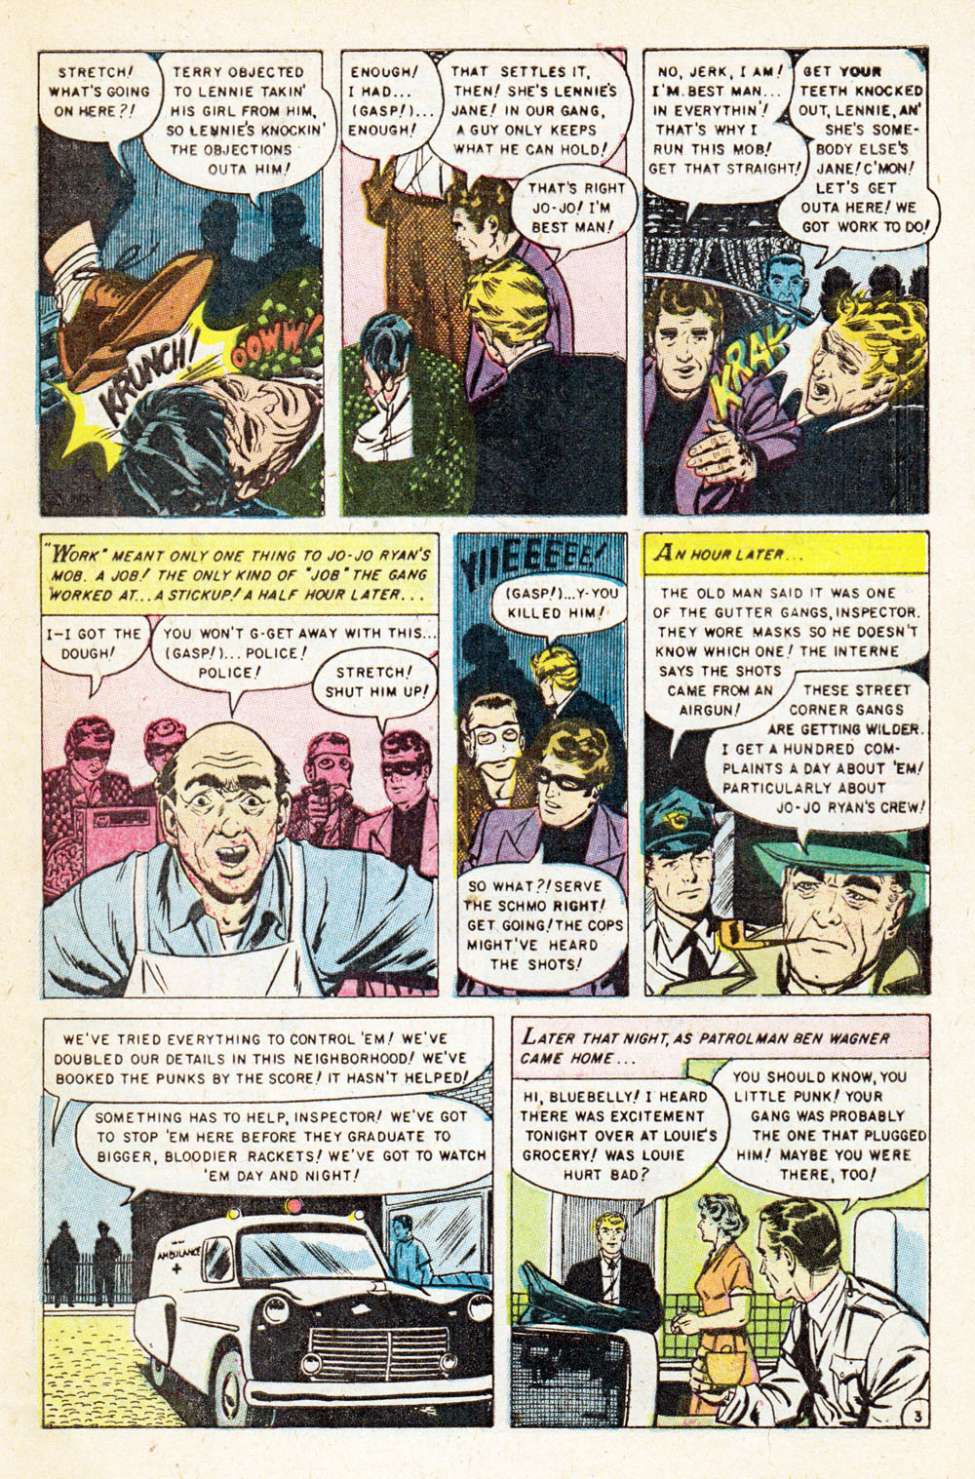 STRETCH!
WHAT'S GOING
ON HERE?!
TERRY OBJECTED
TO LENNIE TAKIN'
HIS GIRL FROM HIM,
SO LENNIE'S KNOCKIN'
THE OBJECTIONS
OUTA HIM!
KRUNCH!
OOWW!
ENOUGH!
I HAD...
(GASP!)...
ENOUGH!
THAT SETTLES IT,
THEN! SHE'S LENNIE'S
JANE! IN OUR GANG,
A GUY ONLY KEEPS
WHAT HE CAN HOLD!
THAT'S RIGHT
JO-JO! I'M
BEST MAN!
NO, JERK, I AM!
I'M BEST MAN...
IN EVERYTHIN'!
THAT'S WHY I
RUN THIS MOB!
GET THAT STRAIGHT!
GET YOUR
TEETH KNOCKED
OUT, LENNIE, AN'
SHE'S SOME-
BODY ELSE'S
JANE! C'MON!
LET'S GET
OUTA HERE! WE
GOT WORK TO DO!
KRAK
"WORK" MEANT ONLY ONE THING TO JO-JO RYAN'S
MOB. A JOB! THE ONLY KIND OF "JOB" THE GANG
WORKED AT... A STICKUP! A HALF HOUR LATER...
I-I GOT THE
DOUGH!
YOU WON'T G-GET AWAY WITH THIS...
(GASP!)... POLICE!
POLICE!
STRETCH!
SHUT HIM UP!
YIIEEEEEE!
(GASP!)...Y-YOU
KILLED HIM!
SO WHAT?! SERVE
THE SCHMO RIGHT!
GET GOING! THE COPS
MIGHT'VE HEARD
THE SHOTS!
AN HOUR LATER...
THE OLD MAN SAID IT WAS ONE
OF THE GUTTER GANGS, INSPECTOR.
THEY WORE MASKS SO HE DOESN'T
KNOW WHICH ONE! THE INTERNE
SAYS THE SHOTS
CAME FROM AN
AIRGUN!
THESE STREET
CORNER GANGS
ARE GETTING WILDER.
I GET A HUNDRED COM-
PLAINTS A DAY ABOUT 'EM!
PARTICULARLY ABOUT
JO-JO RYAN'S CREW!
WE'VE TRIED EVERYTHING TO CONTROL 'EM! WE'VE
DOUBLED OUR DETAILS IN THIS NEIGHBORHOOD! WE'VE
BOOKED THE PUNKS BY THE SCORE! IT HASN'T HELPED!
SOMETHING HAS TO HELP, INSPECTOR! WE'VE GOT
TO STOP 'EM HERE BEFORE THEY GRADUATE TO
BIGGER, BLOODIER RACKETS! WE'VE GOT TO WATCH
'EM DAY AND NIGHT!
AMBULANCE
LATER THAT NIGHT, AS PATROLMAN BEN WAGNER
CAME HOME...
HI, BLUEBELLY! I HEARD
THERE WAS EXCITEMENT
TONIGHT OVER AT LOUIE'S
GROCERY! WAS LOUIE
HURT BAD?
YOU SHOULD KNOW, YOU
LITTLE PUNK! YOUR
GANG WAS PROBABLY
THE ONE THAT PLUGGED
HIM! MAYBE YOU WERE
THERE, TOO!
3